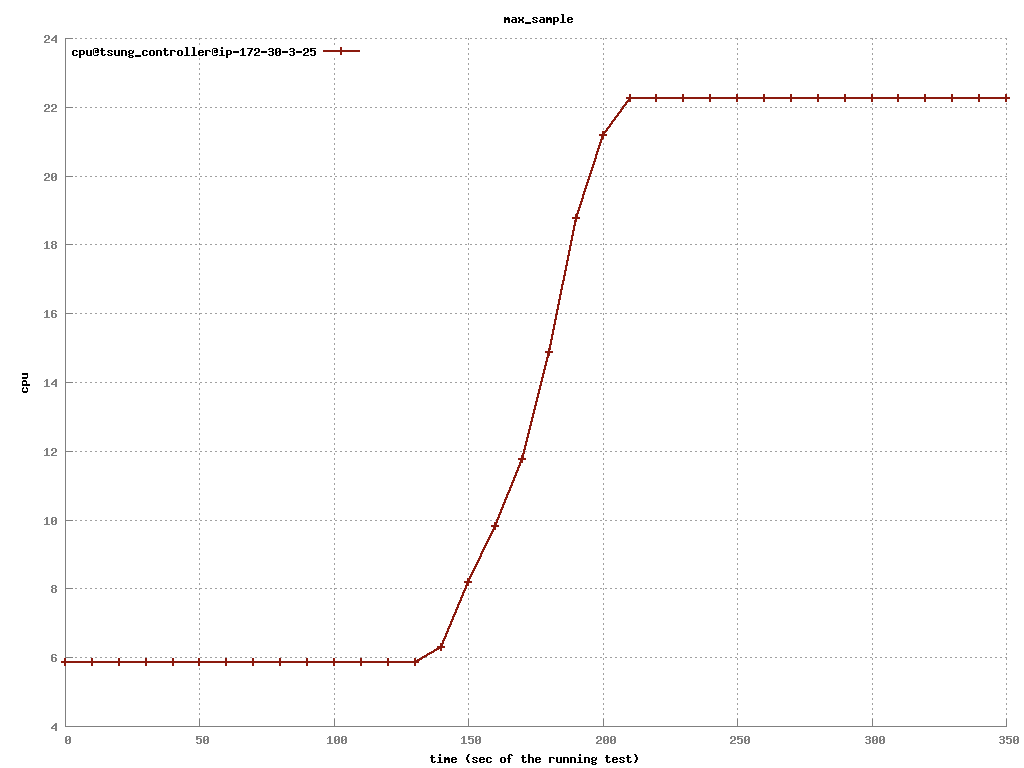 max_sample
cpu@tsung_controller@ip-172-30-3-25
24
22
20
18
16
14
12
10
8
6
4
cpu
0 50 100 150 200 250 300 350
time (sec of the running test)